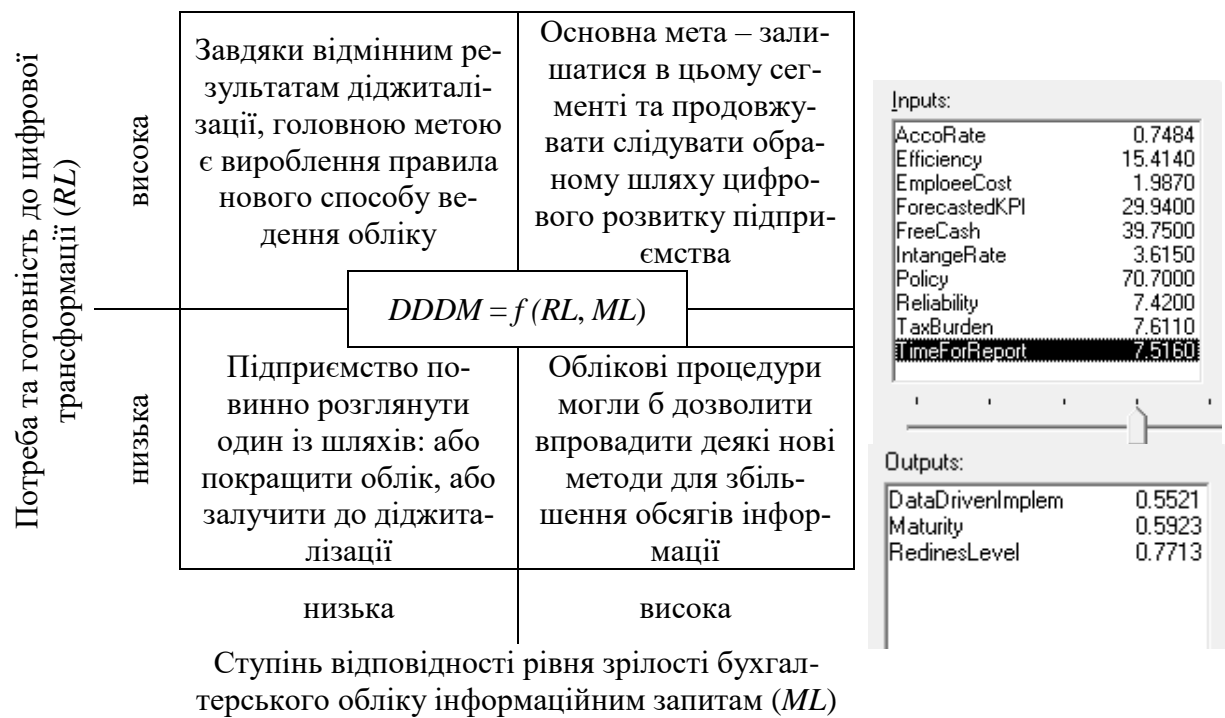 Потреба та готовність до цифрової
трансформації (RL)
висока
низька
Завдяки відмінним ре-
зультатам діджиталі-
зації, головною метою
є вироблення правила
нового способу ве-
дення обліку
Основна мета – зали-
шатися в цьому сег-
менті та продовжу-
вати слідувати обра-
ному шляху цифро-
вого розвитку підпри-
ємства
DDDM = f (RL, ML)
Підприємство по-
винно розглянути
один із шляхів: або
покращити облік, або
залучити до діджита-
лізації
Облікові процедури
могли б дозволити
впровадити деякі нові
методи для збіль-
шення обсягів інфор-
мації
низька
висока
Ступінь відповідності рівня зрілості бухгал-
терського обліку інформаційним запитам (ML)
Inputs:
AccoRate 0.7484
Efficiency 15.4140
EmploeeCost 1.9870
ForecastedKPI 29.9400
FreeCash 39.7500
IntangeRate 3.6150
Policy 70.7000
Reliability 7.4200
TaxBurden 7.6110
TimeForReport 7.5160
Outputs:
DataDrivenImplem 0.5521
Maturity 0.5923
RedinesLevel 0.7713